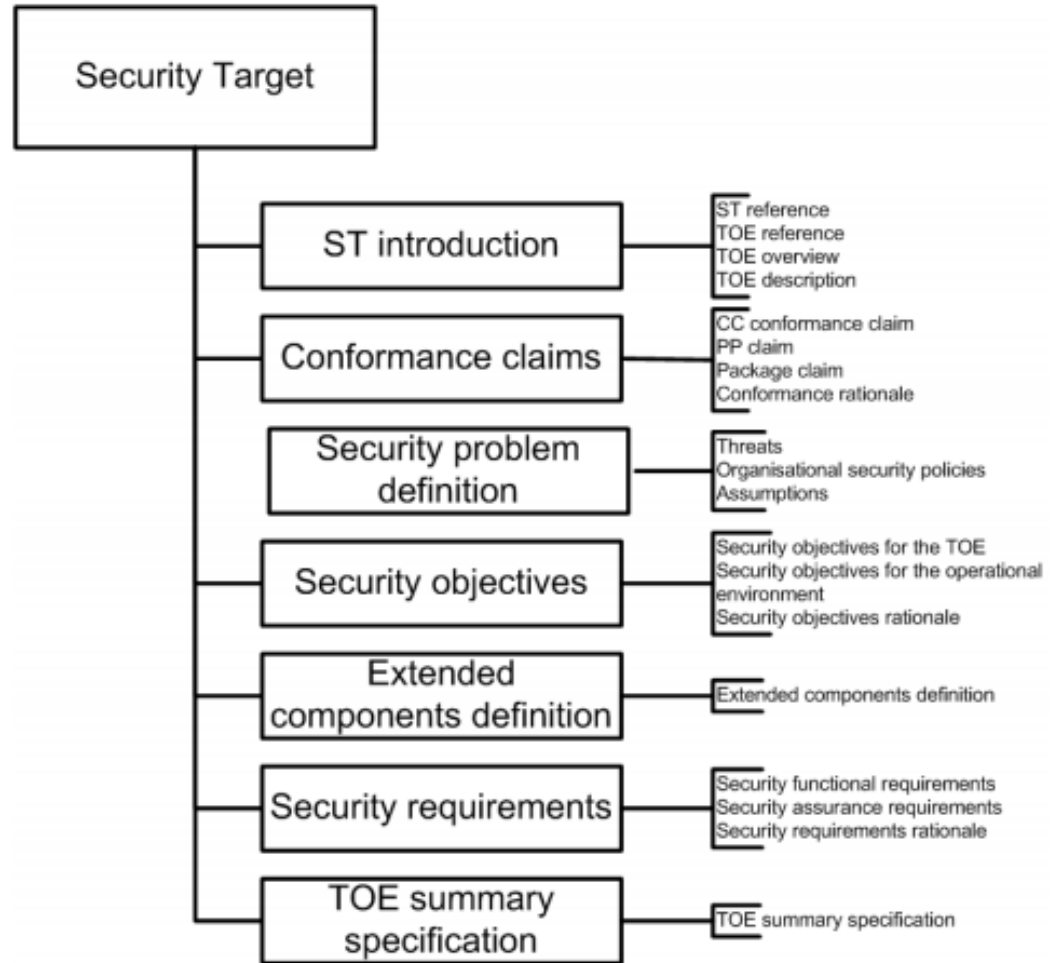 Security Target
ST introduction
ST reference
TOE reference
TOE overview
TOE description
Conformance claims
CC conformance claim
PP claim
Package claim
Conformance rationale
Security problem
definition
Threats
Organisational security policies
Assumptions
Security objectives
Security objectives for the TOE
Security objectives for the operational
environment
Security objectives rationale
Extended
components definition
Extended components definition
Security requirements
Security functional requirements
Security assurance requirements
Security requirements rationale
TOE summary
specification
TOE summary specification